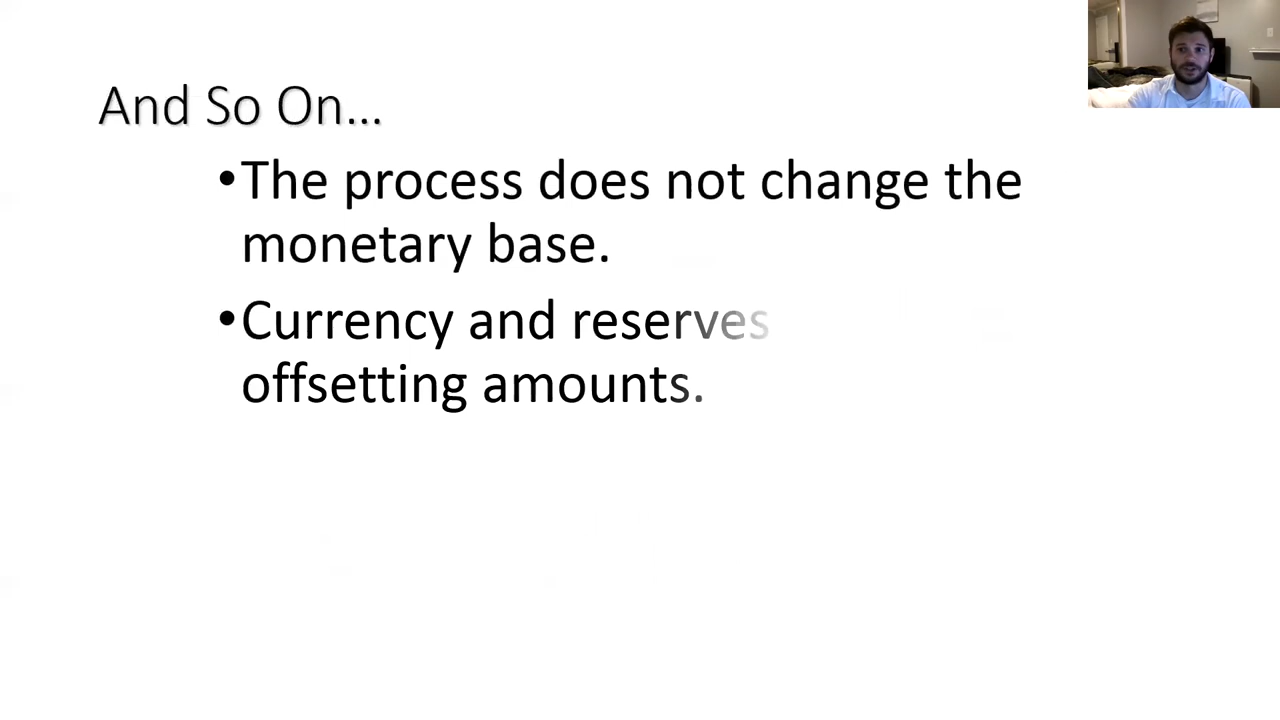 And So On...
•The process does not change the
monetary base.
•Currency and reserves
offsetting amounts.